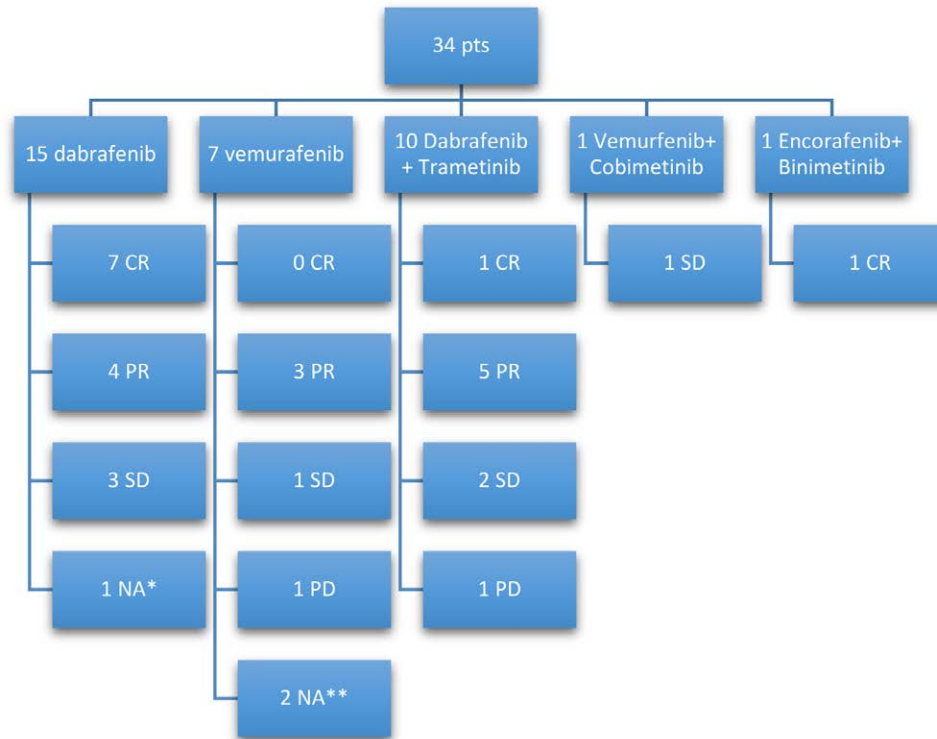 34 pts
15 dabrafenib
7 vemurafenib
10 Dabrafenib
+ Trametinib
1 Vemurfenib+
Cobimetinib
1 Encorafenib+
Binimetinib
7 CR
0 CR
1 CR
1 SD
1 CR
4 PR
3 PR
5 PR
3 SD
1 SD
2 SD
1 NA*
1 PD
1 PD
2 NA**